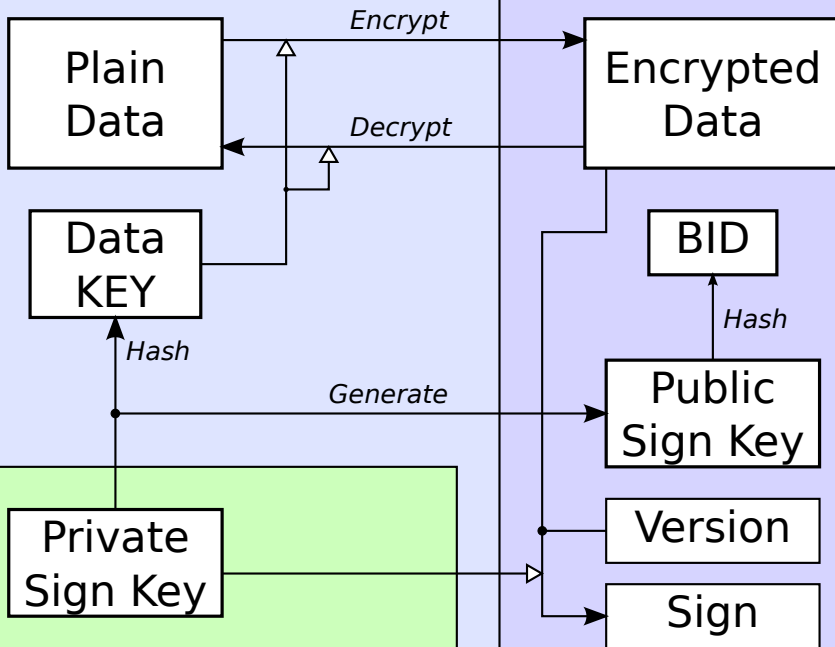 Encrypt
Plain
Data
Encrypted
Data
Decrypt
Data
KEY
BID
Hash
Hash
Generate
Public
Sign Key
Private
Sign Key
Version
Sign